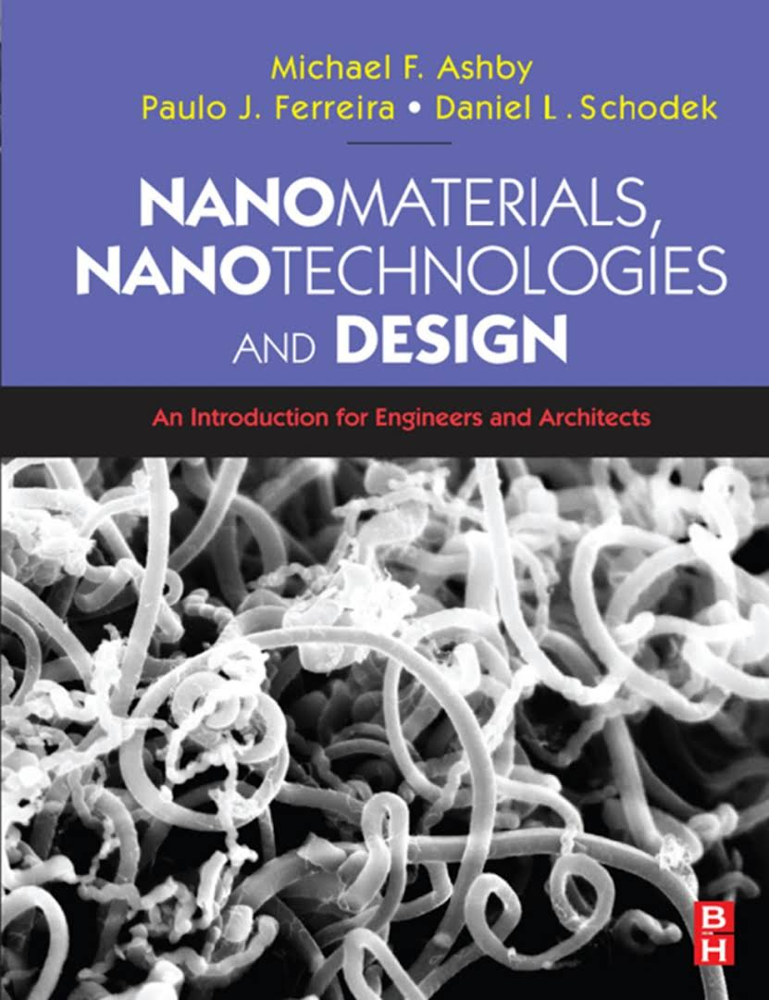 Michael F. Ashby
Paulo J. Ferreira • Daniel L. Schodek
NANOMATERIALS,
NANOTECHNOLOGIES
AND DESIGN
An Introduction for Engineers and Architects
B
H